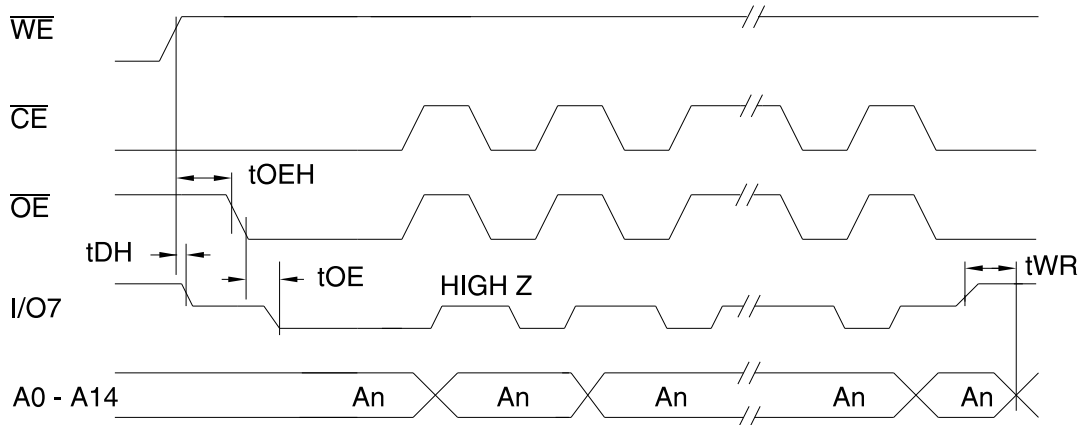 WE
CE
tOEH
OE
tDH
tOE
tWR
HIGH Z
I/O7
A0 - A14 An An An An An